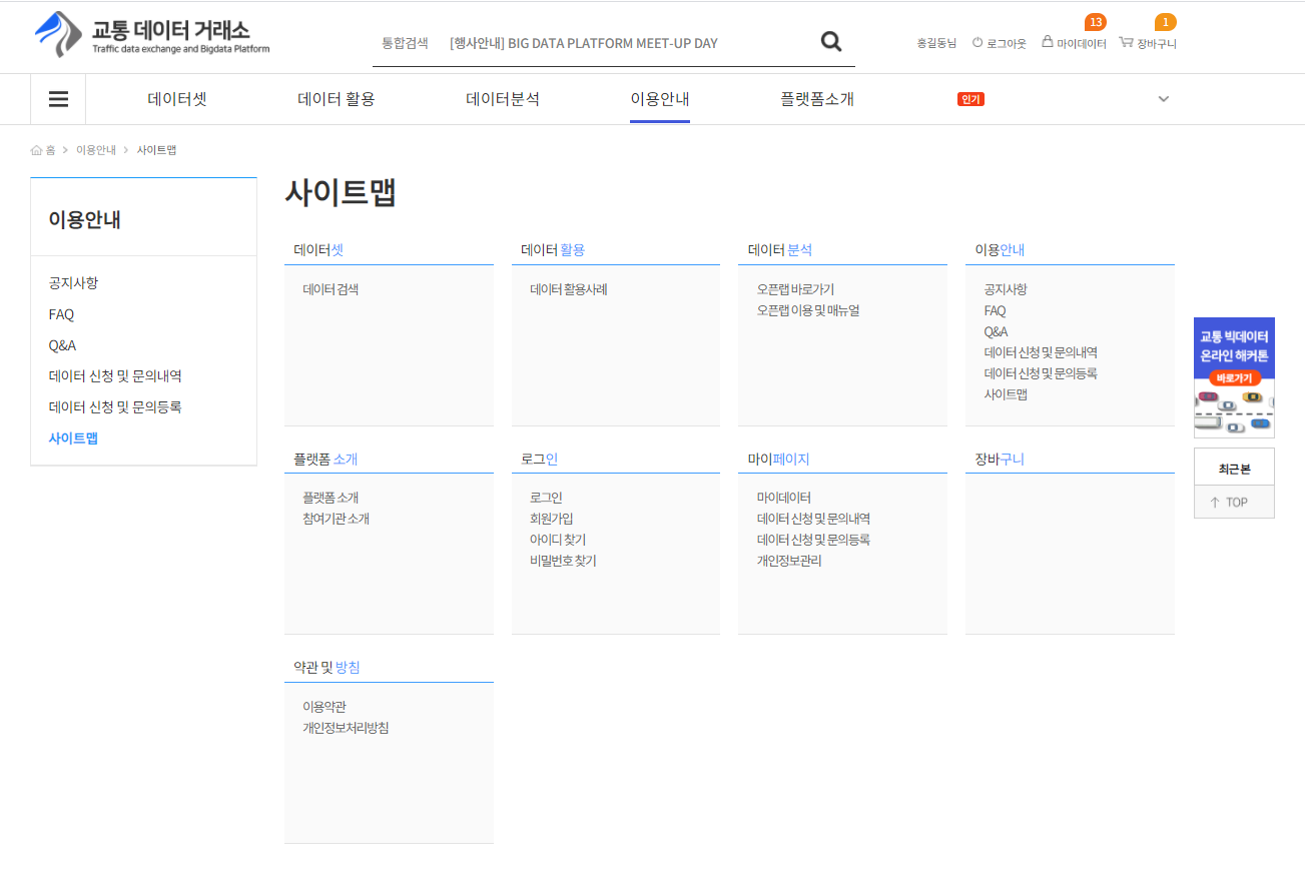 교통 데이터 거래소
Traffic data exchange and Bigdata Platform
통합검색 [행사안내] BIG DATA PLATFORM MEET-UP DAY
홍길동님 로그아웃 13 마이데이터 1 장바구니
데이터셋 데이터 활용 데이터분석 이용안내 플랫폼소개 인기
홈 > 이용안내 > 사이트맵
이용안내
공지사항
FAQ
Q&A
데이터 신청 및 문의내역
데이터 신청 및 문의등록
사이트맵
사이트맵
데이터셋
데이터 검색
데이터 활용
데이터 활용사례
데이터 분석
오픈랩 바로가기
오픈랩 이용 및 매뉴얼
이용안내
공지사항
FAQ
Q&A
데이터 신청 및 문의내역
데이터 신청 및 문의등록
사이트맵
플랫폼 소개
플랫폼 소개
참여기관 소개
로그인
로그인
회원가입
아이디 찾기
비밀번호 찾기
마이페이지
마이데이터
데이터 신청 및 문의내역
데이터 신청 및 문의등록
개인정보관리
장바구니
약관 및 방침
이용약관
개인정보처리방침
교통 빅데이터
온라인 해커톤
바로가기
최근본
↑ TOP